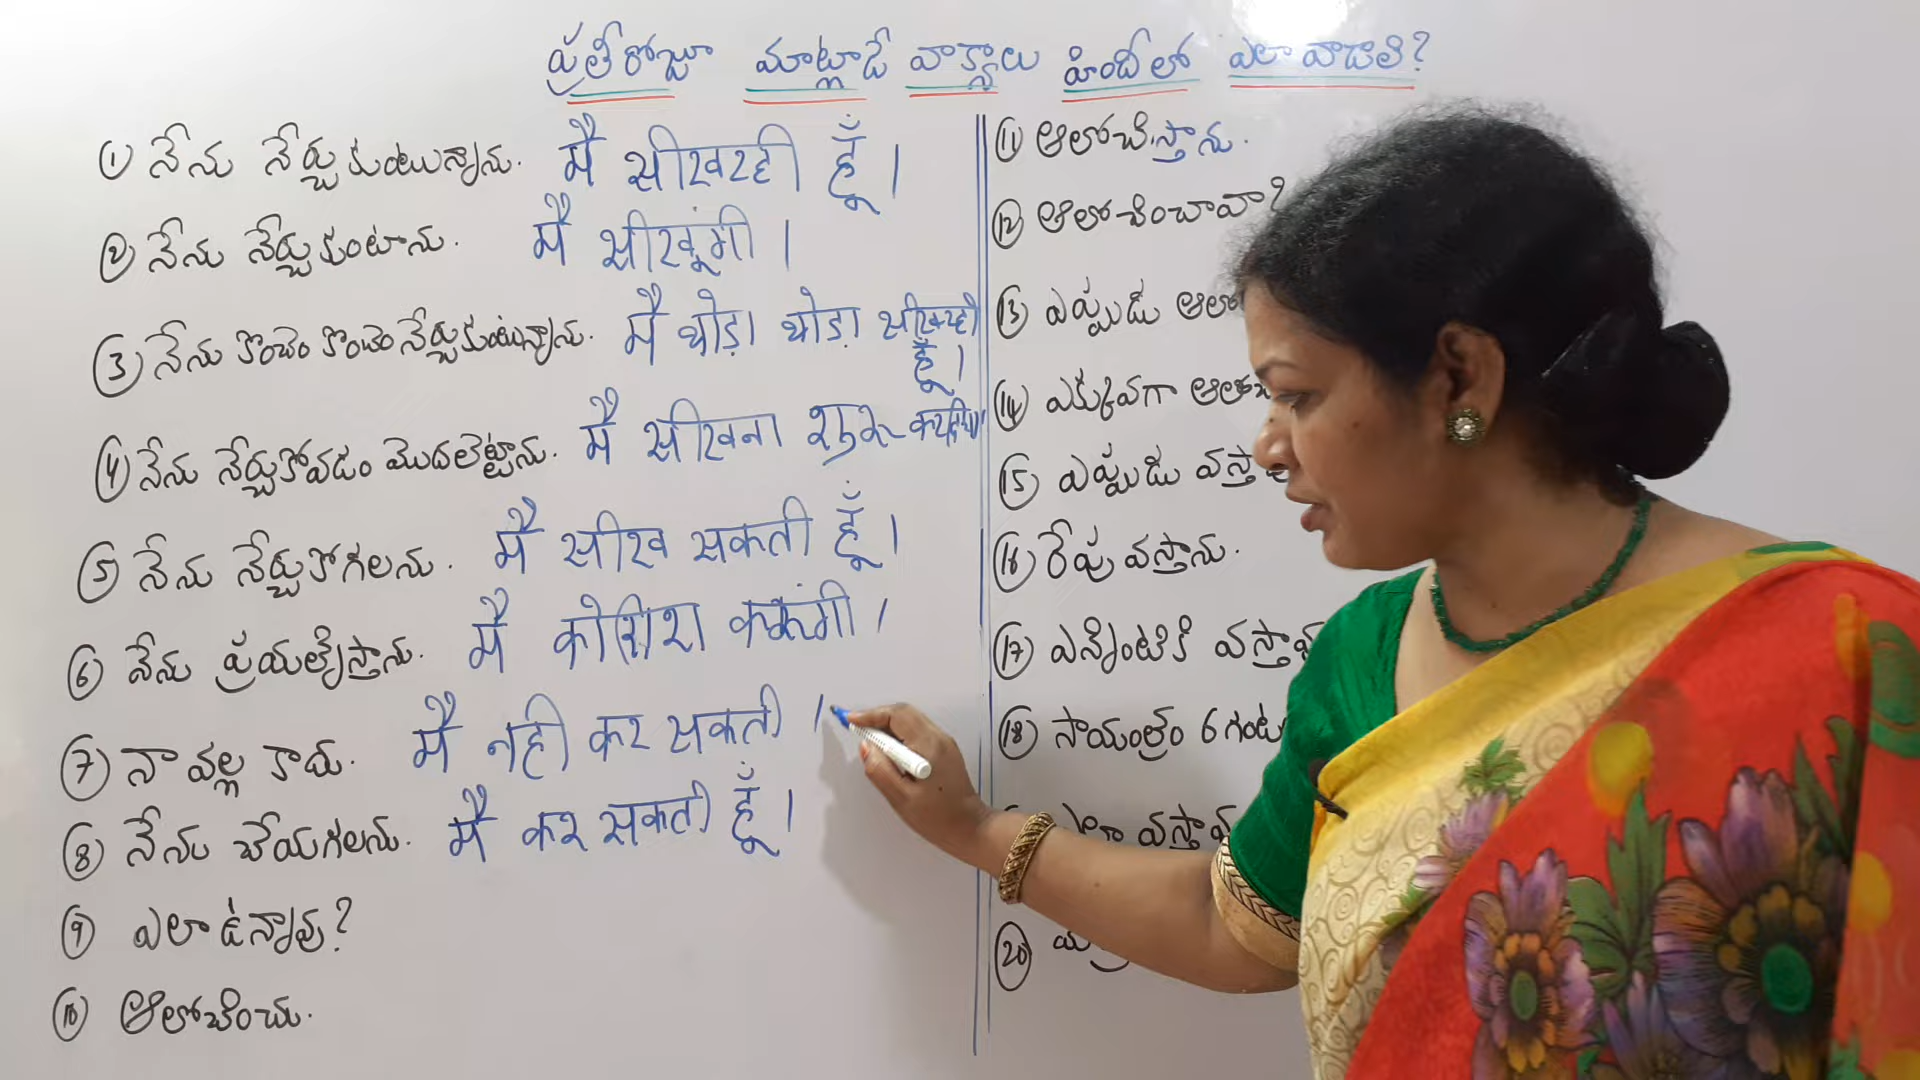 ప్రతీ రోజూ మాట్లాడే వాక్యాలు హిందీలో ఎలా వాడాలి?
① నేను నేర్చుకుంటున్నాను. मै सीखरही हूँ।
② నేను నేర్చుకుంటాను. मै सीखूंगी।
③ నేను కొంచెం కొంచెం నేర్చుకుంటున్నాను. मै थोड़ा थोड़ा सीखरही
हूँ।
④ నేను నేర్చుకోవడం మొదలెట్టాను. मै सीखना शुरू
⑤ నేను నేర్చుకోగలను. मै सीख सकती हूँ।
⑥ నేను ప్రయత్నిస్తాను. मै कोशिश करूंगी।
⑦ నా వల్ల కాదు. मै नही कर सकती।
⑧ నేను చేయగలను. मै कर सकती हूँ।
⑨ ఎలా ఉన్నావు?
⑩ ఆలోచించు.
⑪ ఆలోచిస్తాను.
⑫ ఆలోచించావా?
⑬ ఎప్పుడు
⑭ ఎక్కువగా
⑮ ఎప్పుడు
⑯ రేపు వస్తాను.
⑰ ఎన్నింటికి
⑱ సాయంత్రం 6
⑳